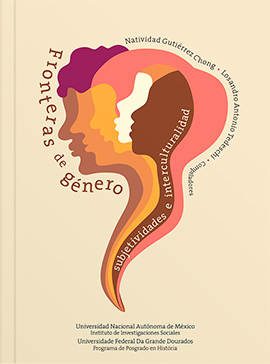 Fronteras de género
subjetividades e interculturalidad
Natividad Gutiérrez Chong · Losandro Antonio Tedeschi · Compiladores
Universidad Nacional Autónoma de México
Instituto de Investigaciones Sociales
Universidade Federal Da Grande Dourados
Programa de Posgrado en História